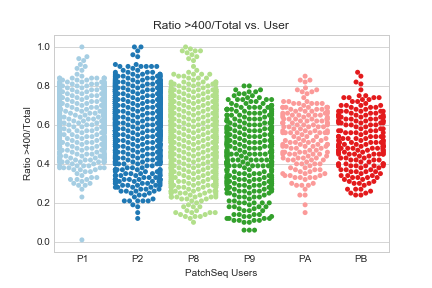 Ratio >400/Total vs. User
1.0
0.8
0.6
0.4
0.2
0.0
Ratio >400/Total
P1 P2 P8 P9 PA PB
PatchSeq Users